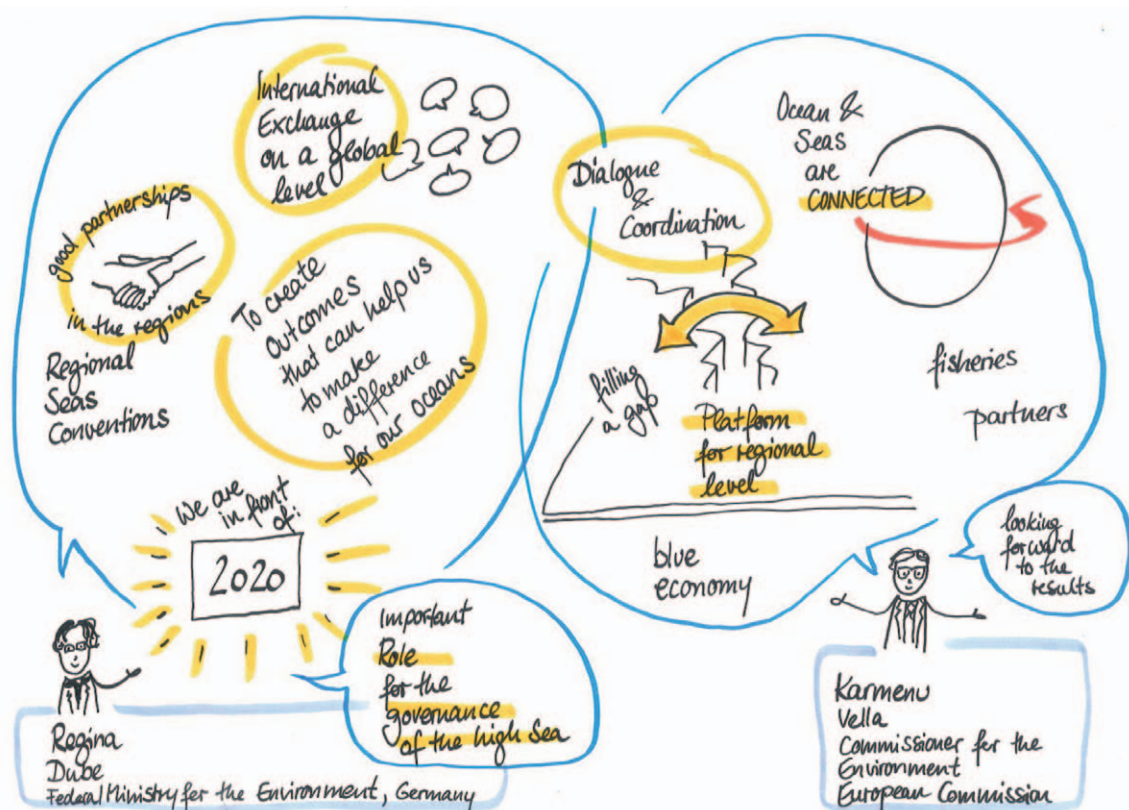 International
Exchange
on a global
level
good partnerships
in the regions
Regional
Seas
Conventions
To create
outcomes
that can help us
to make
a difference
for our oceans
We are
in front
of:
2020
Important
Role
for the
governance
of the high Sea
Regina
Dube
Federal Ministry for the Environment, Germany
Dialogue
&
Coordination
Ocean &
Seas
are
CONNECTED
filling
a gap
Platform
for regional
level
fisheries
partners
blue
economy
looking
forward
to the
results
Karmenu
Vella
Commissioner for the
Environment
European Commission